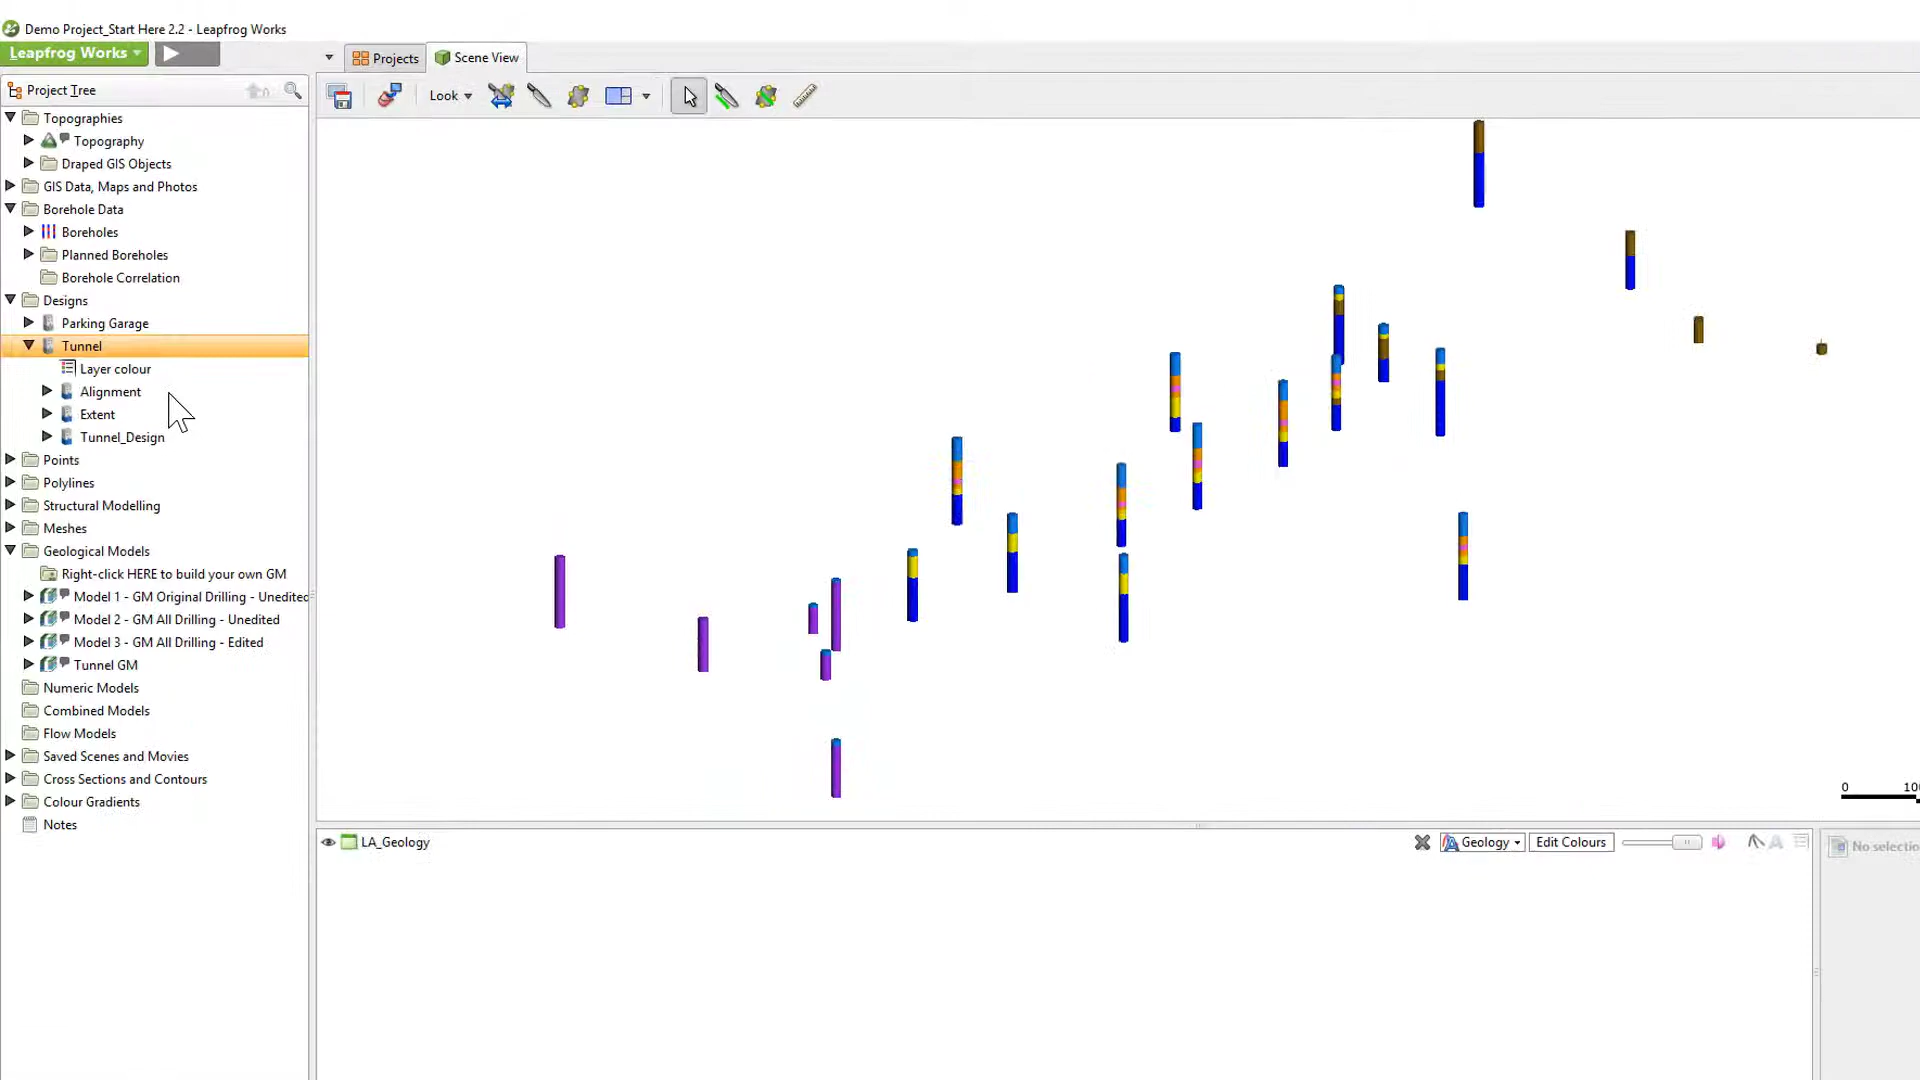 Demo Project_Start Here 2.2 - Leapfrog Works
Leapfrog Works
Projects
Scene View
Project Tree
Look
Topographies
Topography
Draped GIS Objects
GIS Data, Maps and Photos
Borehole Data
Boreholes
Planned Boreholes
Borehole Correlation
Designs
Parking Garage
Tunnel
Layer colour
Alignment
Extent
Tunnel_Design
Points
Polylines
Structural Modelling
Meshes
Geological Models
Right-click HERE to build your own GM
Model 1 - GM Original Drilling - Unedited
Model 2 - GM All Drilling - Unedited
Model 3 - GM All Drilling - Edited
Tunnel GM
Numeric Models
Combined Models
Flow Models
Saved Scenes and Movies
Cross Sections and Contours
Colour Gradients
Notes
0 10
LA_Geology
Geology
Edit Colours
No selectio